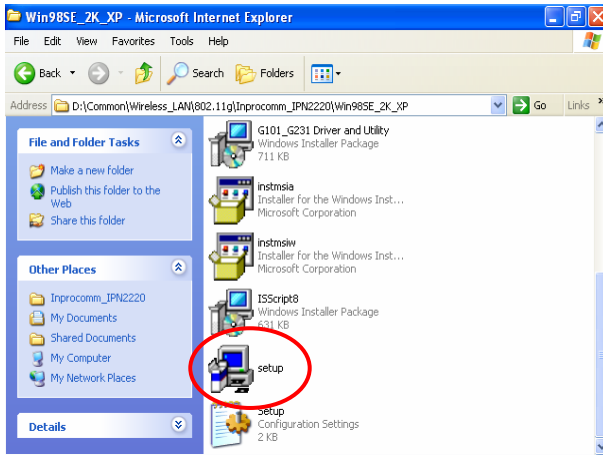 Win98SE_2K_XP - Microsoft Internet Explorer
File Edit View Favorites Tools Help
Back Search Folders
Address D:\Common\Wireless_LAN\802.11g\Inprocomm_IPN2220\Win98SE_2K_XP Go Links »
File and Folder Tasks
Make a new folder
Publish this folder to the
Web
Share this folder
Other Places
Inprocomm_IPN2220
My Documents
Shared Documents
My Computer
My Network Places
Details
G101_G231 Driver and Utility
Windows Installer Package
711 KB
instmsia
Installer for the Windows Inst...
Microsoft Corporation
instmsiw
Installer for the Windows Inst...
Microsoft Corporation
ISScript8
Windows Installer Package
631 KB
setup
Setup
Configuration Settings
2 KB